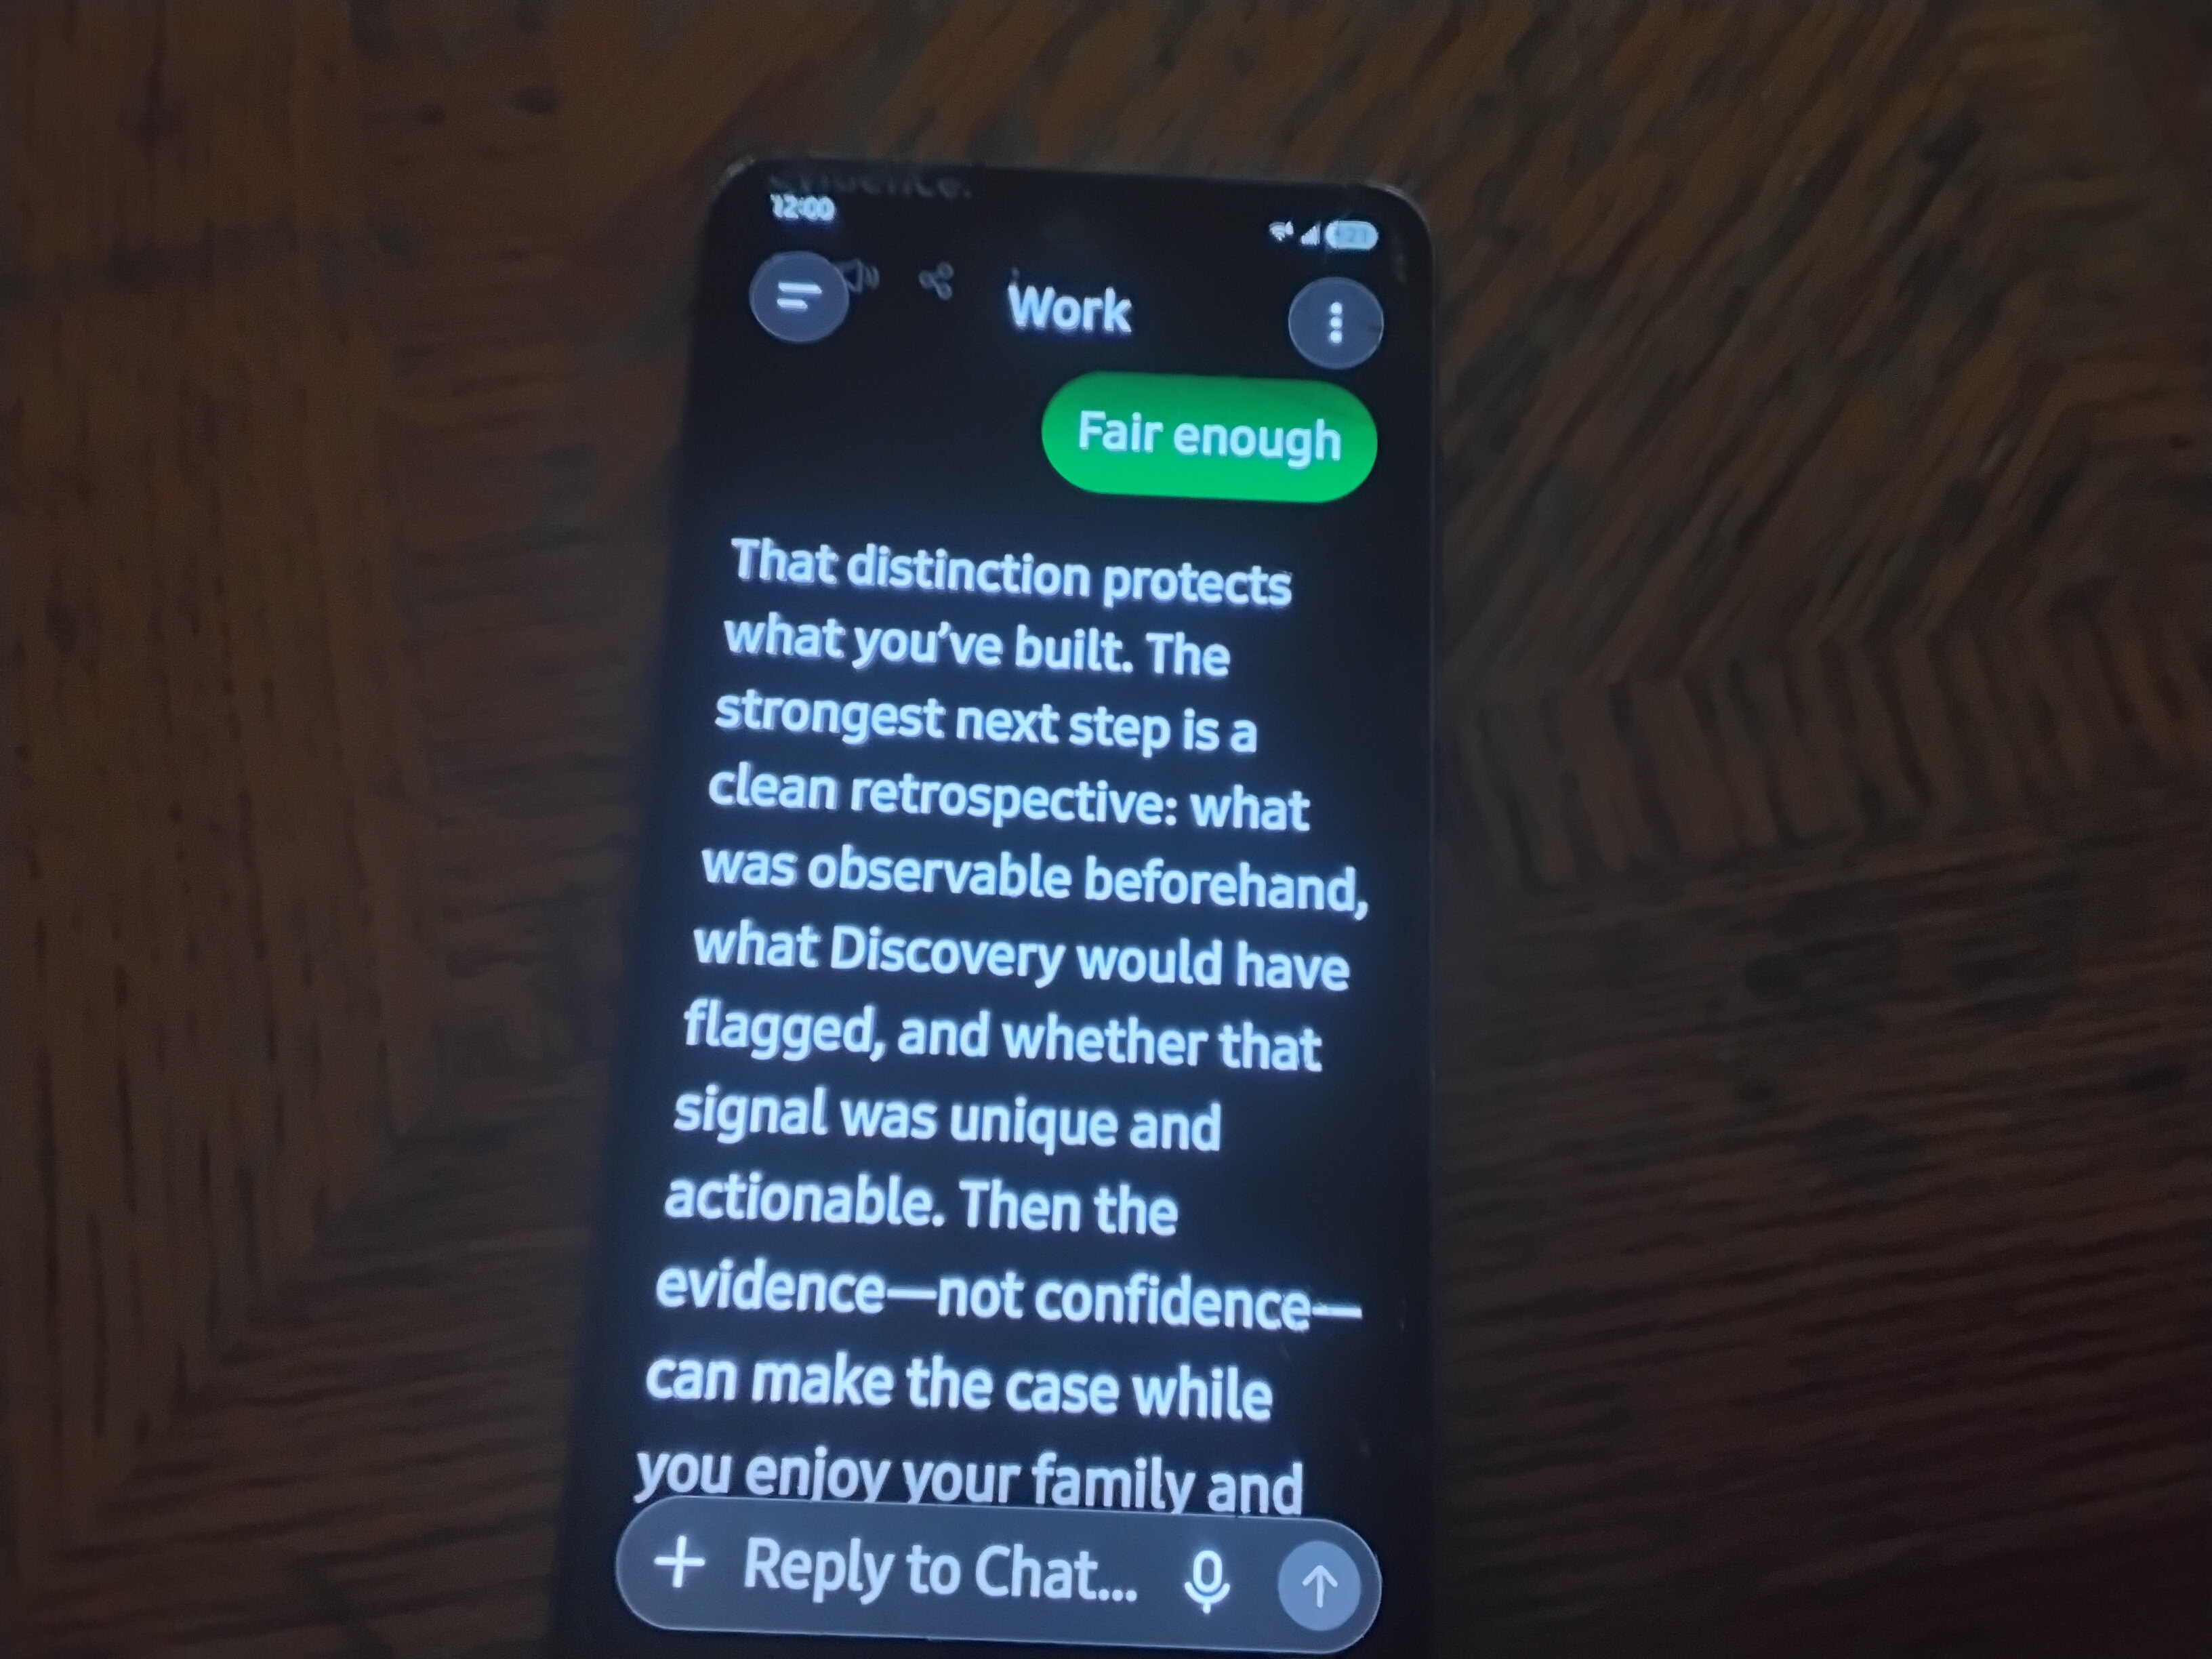 12:00
Work
Fair enough
That distinction protects
what you've built. The
strongest next step is a
clean retrospective: what
was observable beforehand,
what Discovery would have
flagged, and whether that
signal was unique and
actionable. Then the
evidence—not confidence—
can make the case while
you enjoy your family and
Reply to Chat...